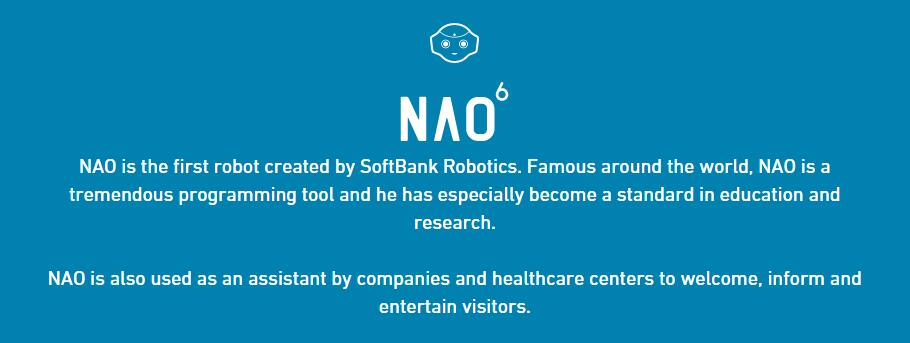 NAO⁶
NAO is the first robot created by SoftBank Robotics. Famous around the world, NAO is a
tremendous programming tool and he has especially become a standard in education and
research.
NAO is also used as an assistant by companies and healthcare centers to welcome, inform and
entertain visitors.